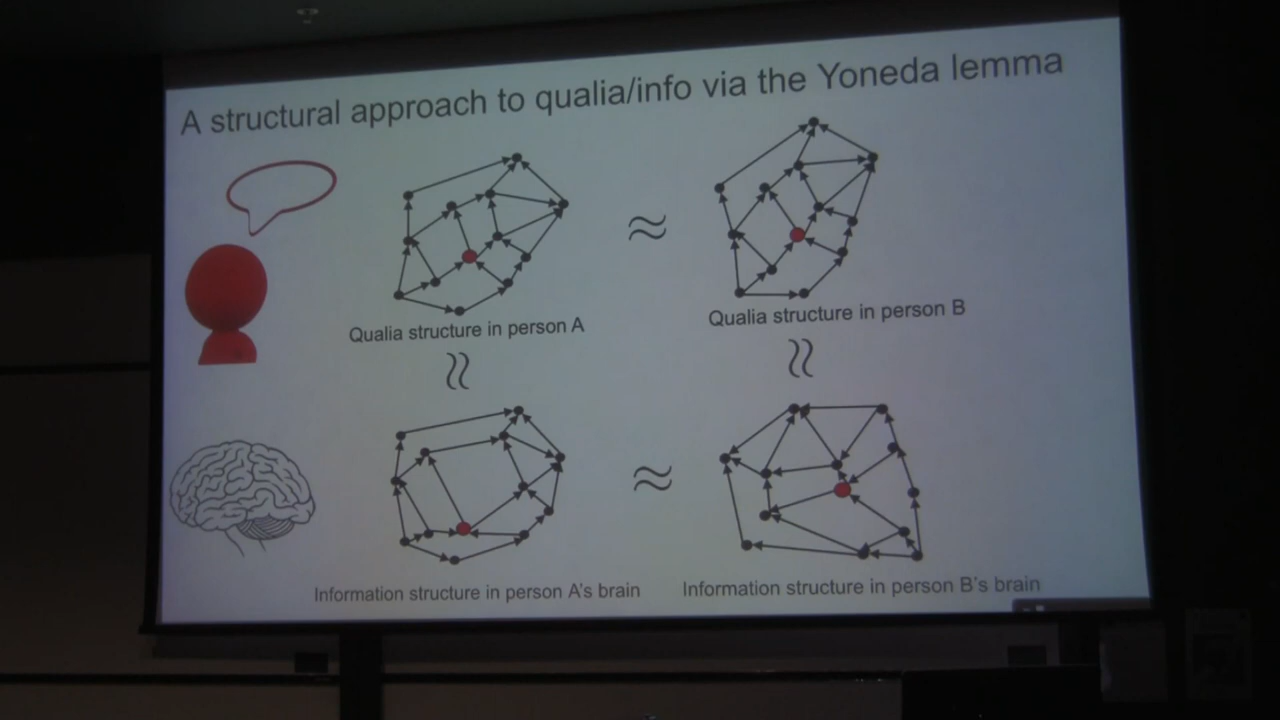 A structural approach to qualia/info via the Yoneda lemma
≈
Qualia structure in person A
Qualia structure in person B
≈
≈
≈
Information structure in person A's brain
Information structure in person B's brain